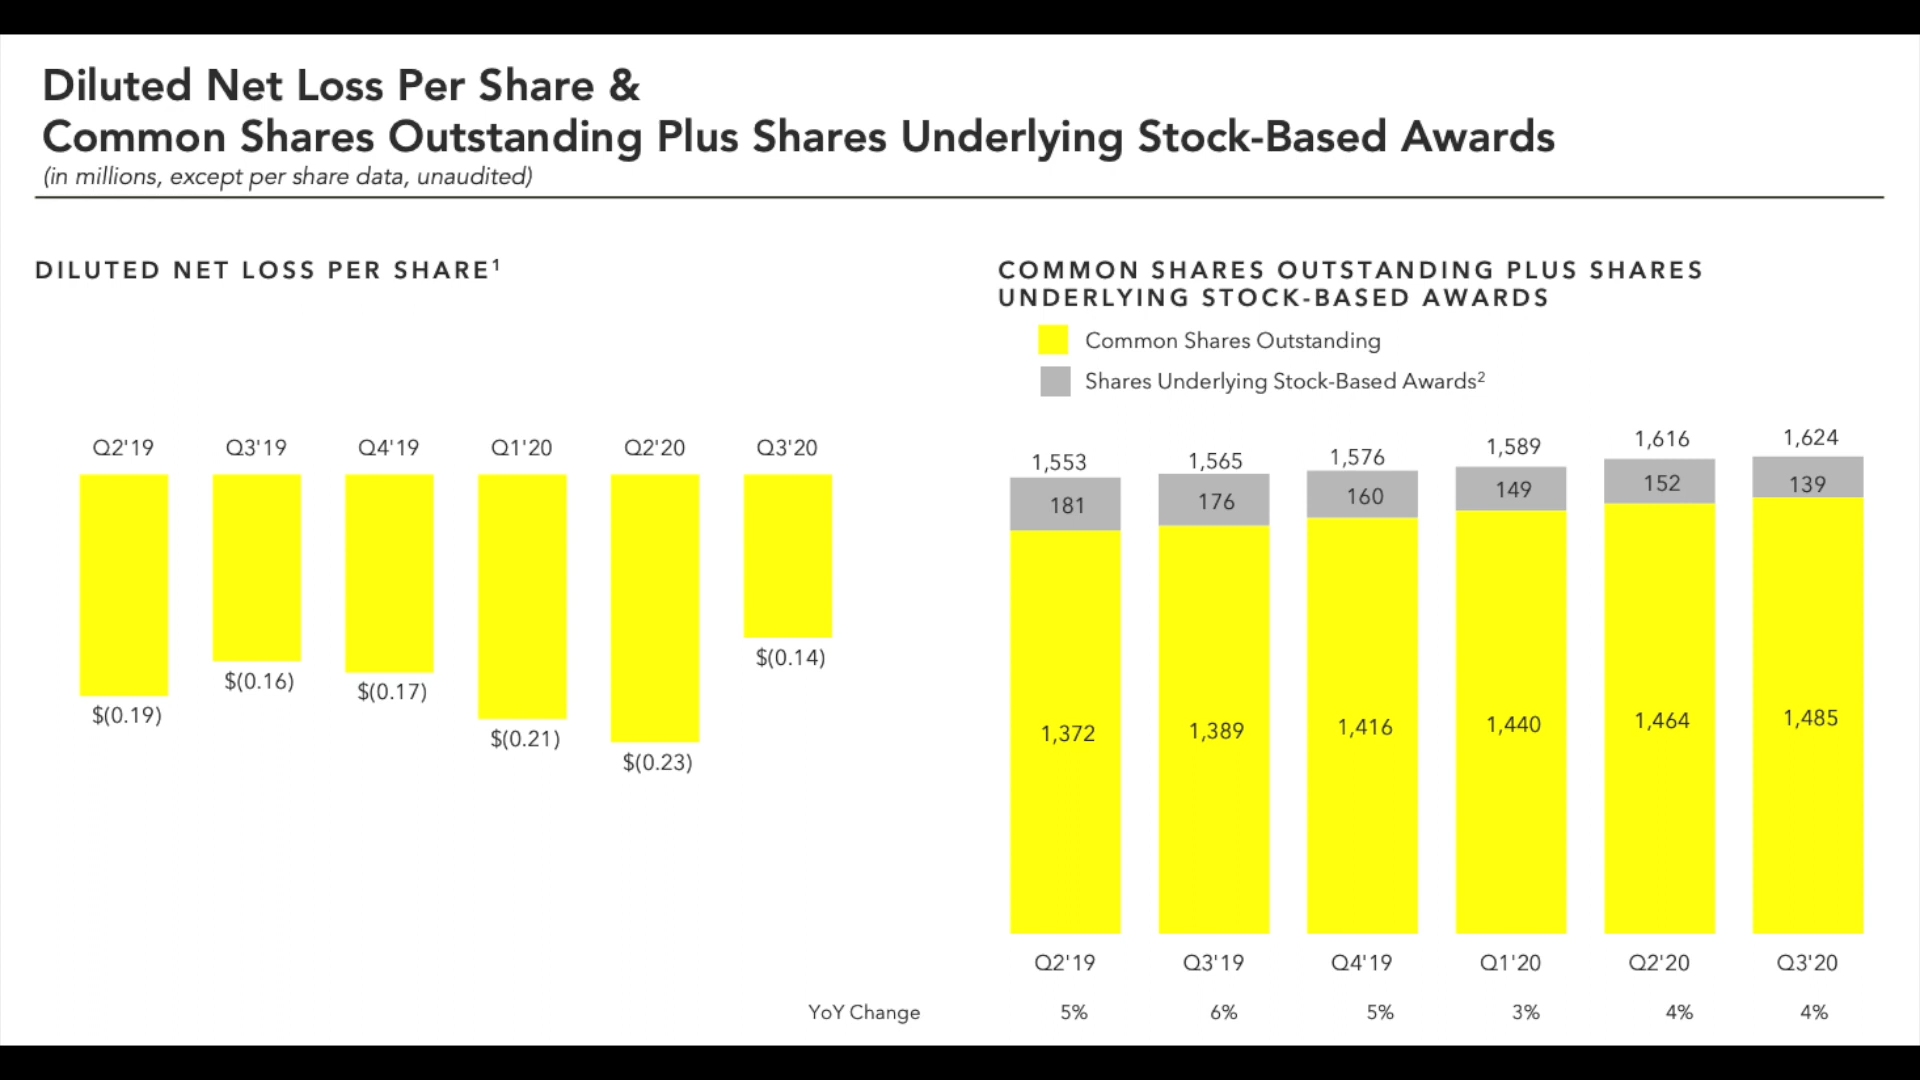 Diluted Net Loss Per Share &
Common Shares Outstanding Plus Shares Underlying Stock-Based Awards
(in millions, except per share data, unaudited)
DILUTED NET LOSS PER SHARE¹
Q2'19 Q3'19 Q4'19 Q1'20 Q2'20 Q3'20
$(0.19) $(0.16) $(0.17) $(0.21) $(0.23) $(0.14)
COMMON SHARES OUTSTANDING PLUS SHARES
UNDERLYING STOCK-BASED AWARDS
Common Shares Outstanding
Shares Underlying Stock-Based Awards²
1,553 1,565 1,576 1,589 1,616 1,624
181 176 160 149 152 139
1,372 1,389 1,416 1,440 1,464 1,485
Q2'19 Q3'19 Q4'19 Q1'20 Q2'20 Q3'20
YoY Change 5% 6% 5% 3% 4% 4%